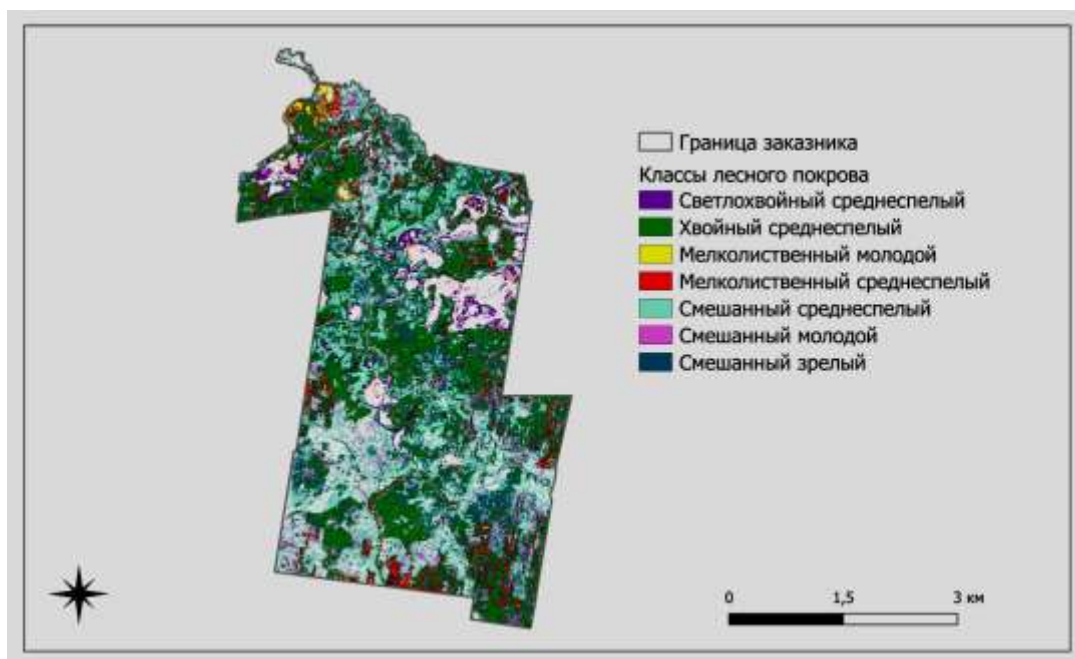 Граница заказника
Классы лесного покрова
Светлохвойный среднеспелый
Хвойный среднеспелый
Мелколиственный молодой
Мелколиственный среднеспелый
Смешанный среднеспелый
Смешанный молодой
Смешанный зрелый
0 1,5 3 км